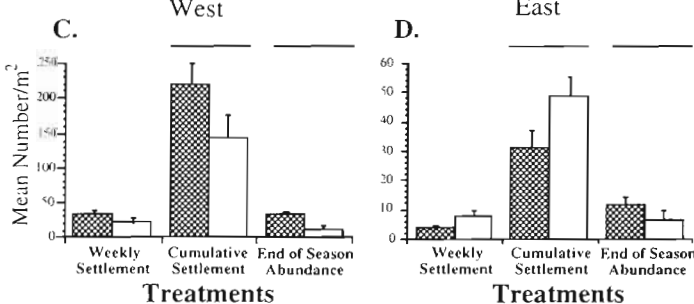 West
East
C.
D.
Mean Number/m²
250
200
150
100
50
0
Weekly Settlement
Cumulative Settlement
End of Season Abundance
Treatments
60
50
40
30
20
10
0
Weekly Settlement
Cumulative Settlement
End of Season Abundance
Treatments